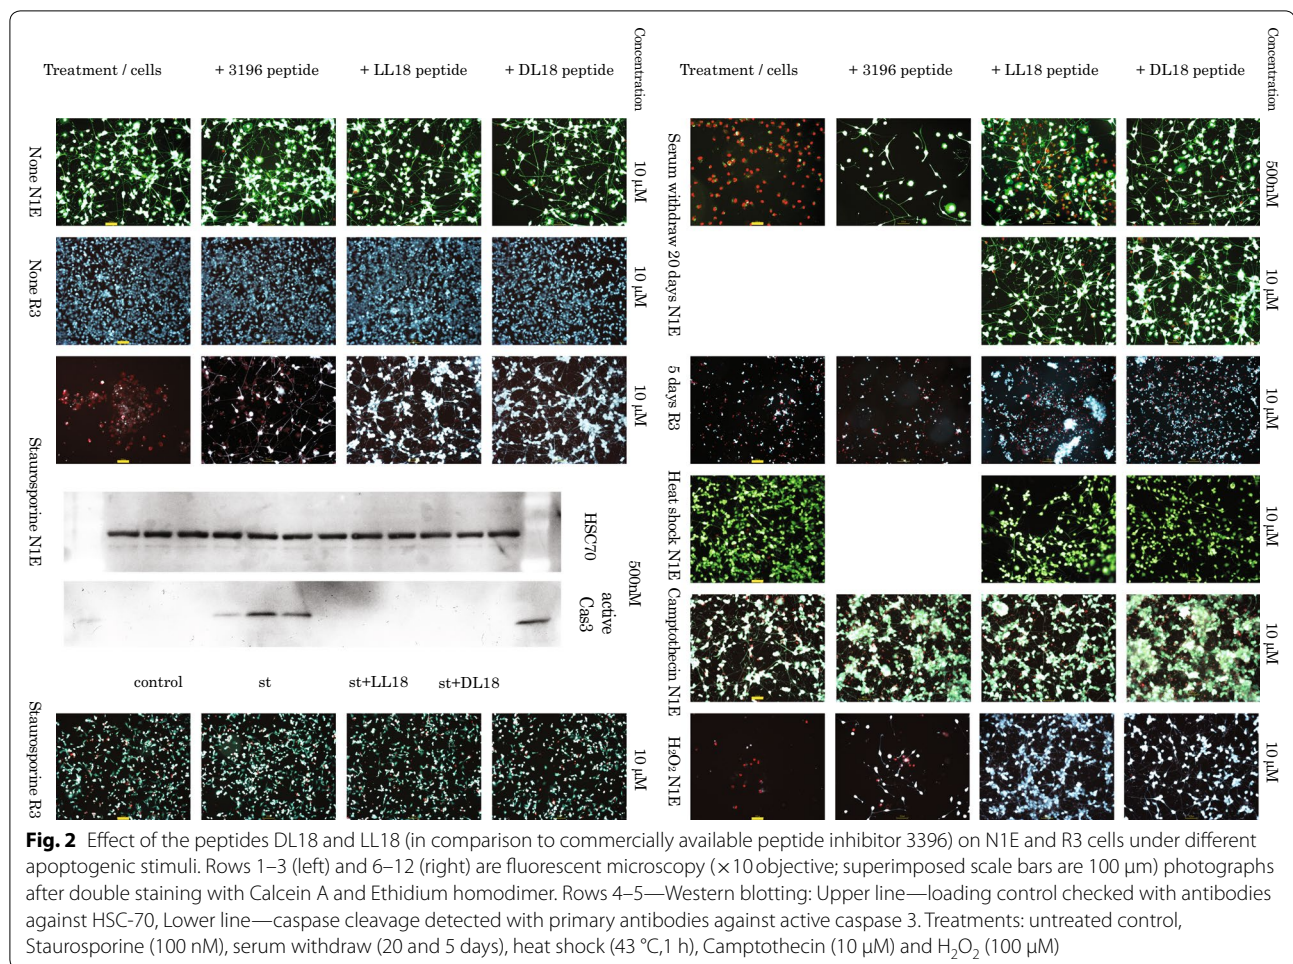 Treatment / cells
+ 3196 peptide
+ LL18 peptide
+ DL18 peptide
Concentration
None N1E
10 µM
None R3
10 µM
Staurosporine N1E
10 µM
HSC70
active
Cas3
500nM
control
st
st+LL18
st+DL18
Staurosporine R3
10 µM
Treatment / cells
+ 3196 peptide
+ LL18 peptide
+ DL18 peptide
Concentration
Serum withdraw 20 days N1E
500nM
10 µM
5 days R3
10 µM
Heat shock N1E
10 µM
Camptothecin N1E
10 µM
H₂O₂ N1E
10 µM
Fig. 2 Effect of the peptides DL18 and LL18 (in comparison to commercially available peptide inhibitor 3396) on N1E and R3 cells under different
apoptogenic stimuli. Rows 1–3 (left) and 6–12 (right) are fluorescent microscopy (×10 objective; superimposed scale bars are 100 µm) photographs
after double staining with Calcein A and Ethidium homodimer. Rows 4–5—Western blotting: Upper line—loading control checked with antibodies
against HSC-70, Lower line—caspase cleavage detected with primary antibodies against active caspase 3. Treatments: untreated control,
Staurosporine (100 nM), serum withdraw (20 and 5 days), heat shock (43 °C,1 h), Camptothecin (10 µM) and H₂O₂ (100 µM)